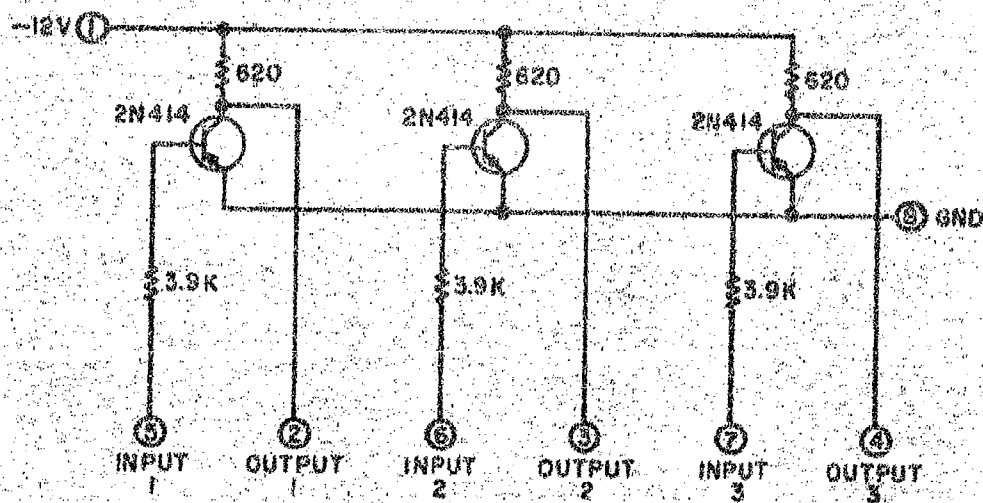 -12V 1
620
620
620
2N414
2N414
2N414
8 GND
3.9K
3.9K
3.9K
5
INPUT
1
2
OUTPUT
1
6
INPUT
2
3
OUTPUT
2
7
INPUT
3
4
OUTPUT
3